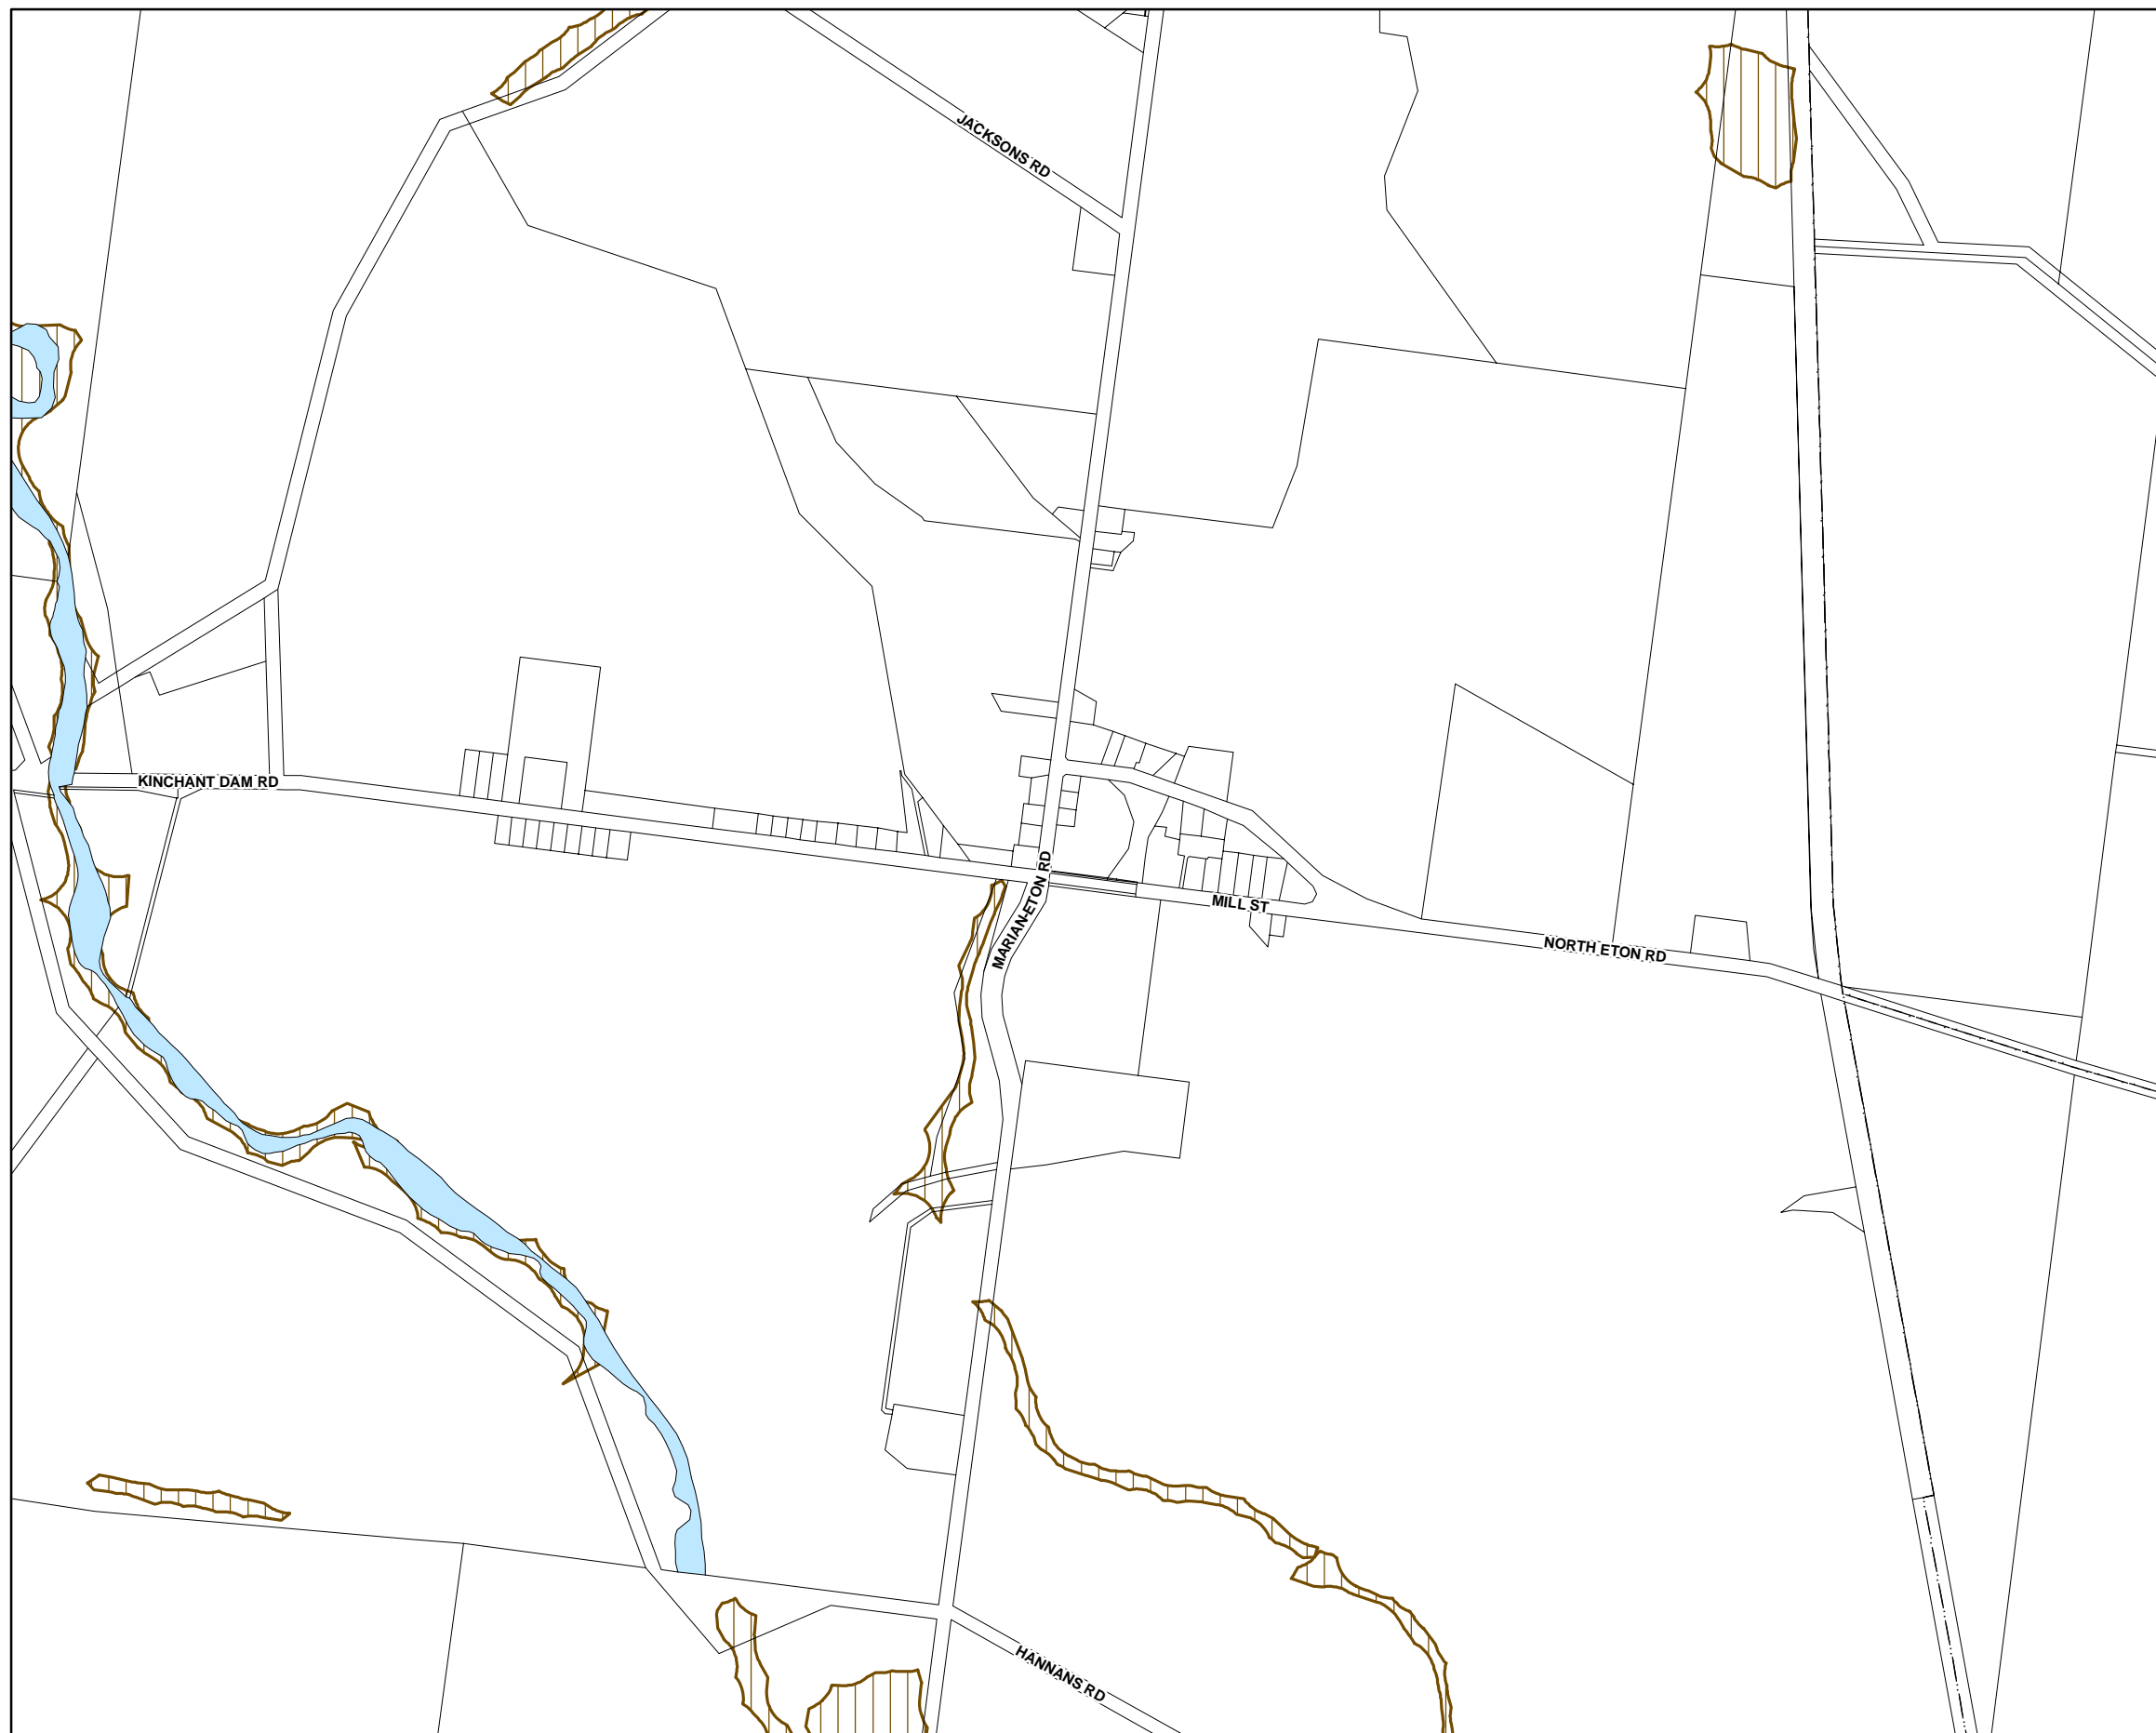 JACKSONS RD
KINCHANT DAM RD
MARIAN-ETON RD
MILL ST
NORTH ETON RD
HANNANS RD